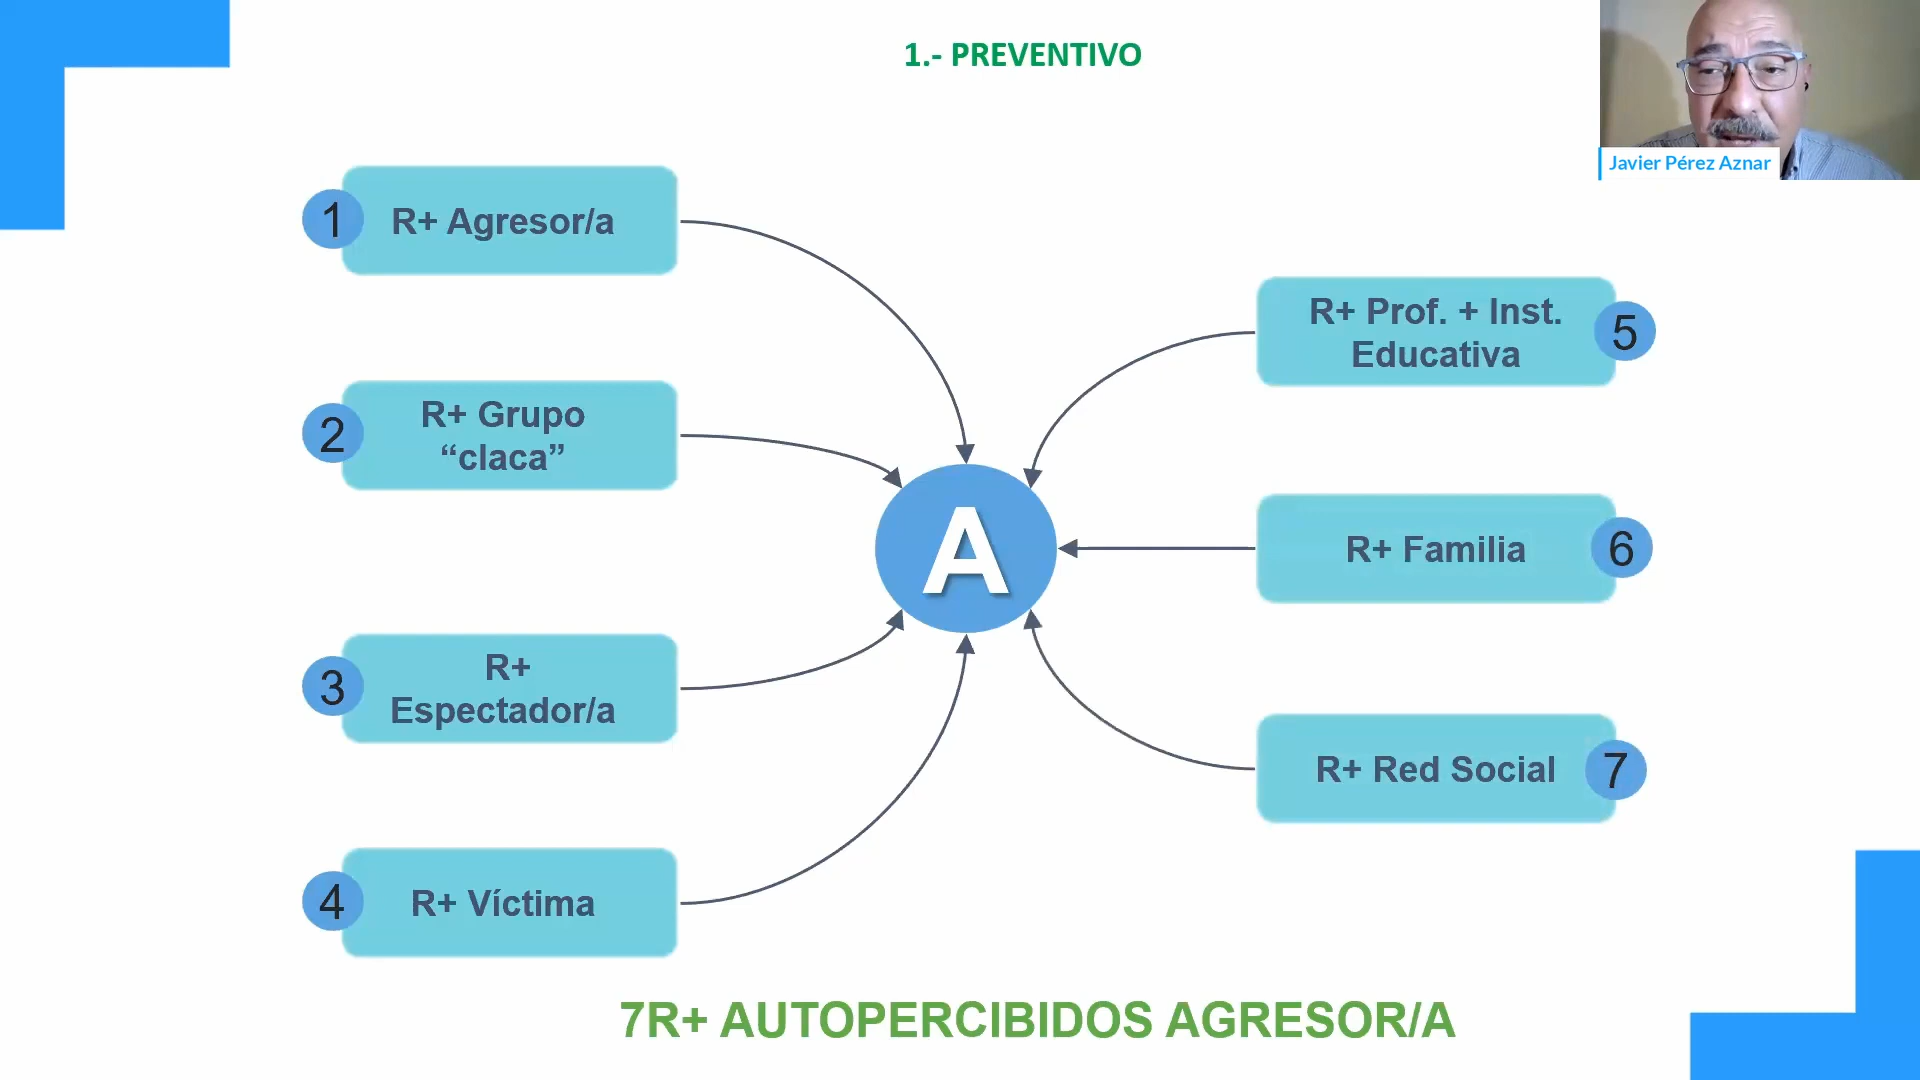 1.- PREVENTIVO
Javier Pérez Aznar
1
R+ Agresor/a
2
R+ Grupo
“claca”
3
R+
Espectador/a
4
R+ Víctima
A
R+ Prof. + Inst.
Educativa
5
R+ Familia
6
R+ Red Social
7
7R+ AUTOPERCIBIDOS AGRESOR/A